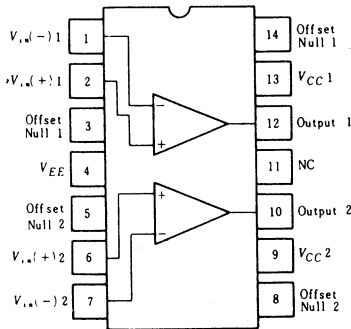 Vin(−)1
1
14
Offset
Null 1
Vin(+)1
2
13
VCC 1
Offset
Null 1
3
12
Output 1
VEE
4
11
NC
Offset
Null 2
5
10
Output 2
Vin(+)2
6
9
VCC 2
Vin(−)2
7
8
Offset
Null 2
−
+
+
−